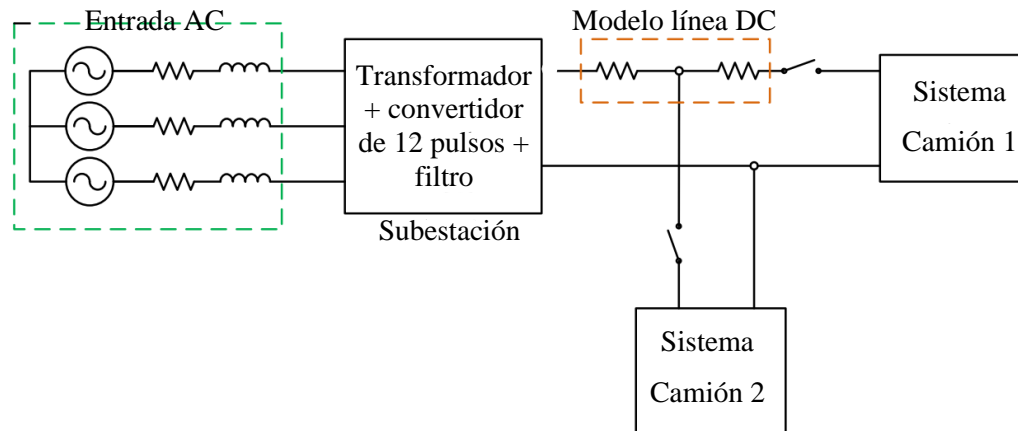 Entrada AC
Modelo línea DC
Transformador
+ convertidor
de 12 pulsos +
filtro
Subestación
Sistema
Camión 1
Sistema
Camión 2